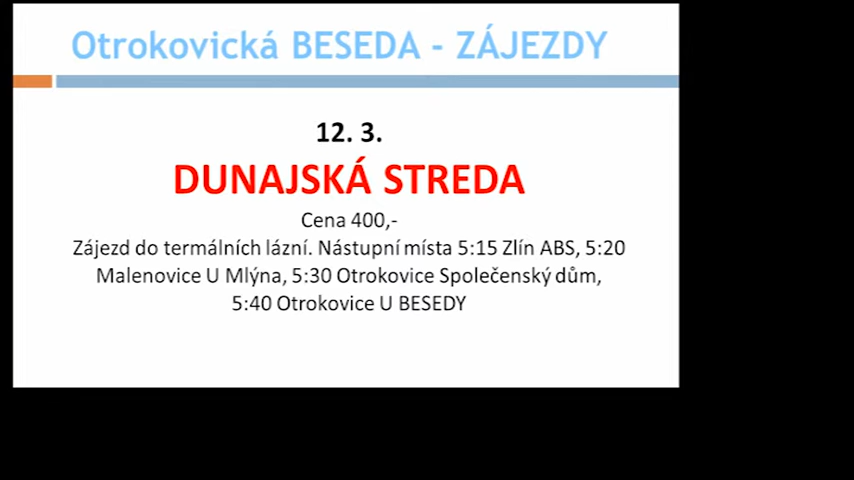 Otrokovická BESEDA - ZÁJEZDY
12. 3.
DUNAJSKÁ STREDA
Cena 400,-
Zájezd do termálních lázní. Nástupní místa 5:15 Zlín ABS, 5:20
Malenovice U Mlýna, 5:30 Otrokovice Společenský dům,
5:40 Otrokovice U BESEDY